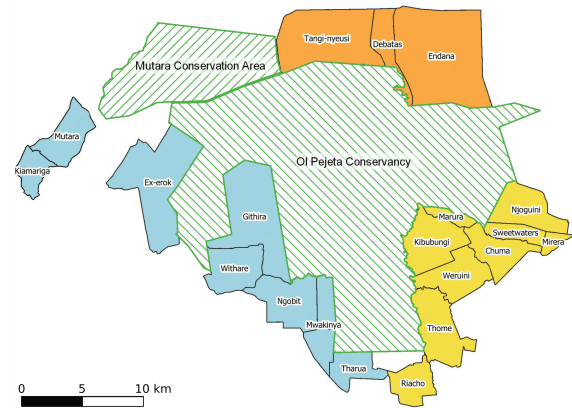 Tangi-nyeusi
Debatas
Endana
Mutara Conservation Area
Mutara
Kiamariga
Ex-erok
Ol Pejeta Conservancy
Githira
Njoguini
Marura
Sweetwaters
Mirera
Kibubungi
Chuma
Withare
Weruini
Ngobit
Mwakinya
Thome
Tharua
Riacho
0 5 10 km